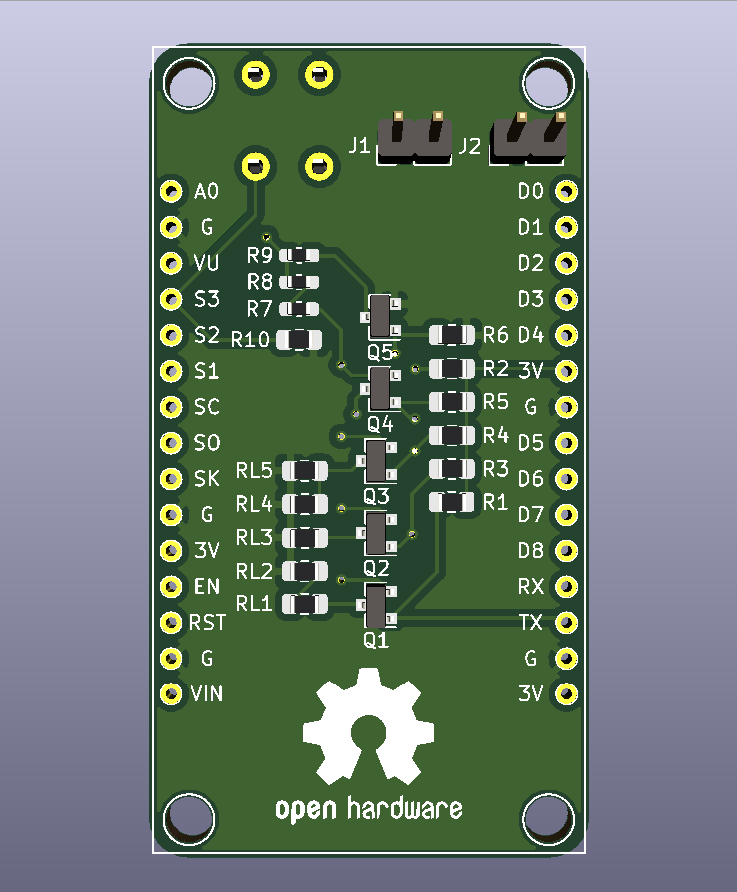 J1
J2
A0
G
VU
S3
S2
S1
SC
SO
SK
G
3V
EN
RST
G
VIN
R9
R8
R7
R10
RL5
RL4
RL3
RL2
RL1
Q5
Q4
Q3
Q2
Q1
R6
R2
R5
R4
R3
R1
D0
D1
D2
D3
D4
3V
G
D5
D6
D7
D8
RX
TX
G
3V
open hardware